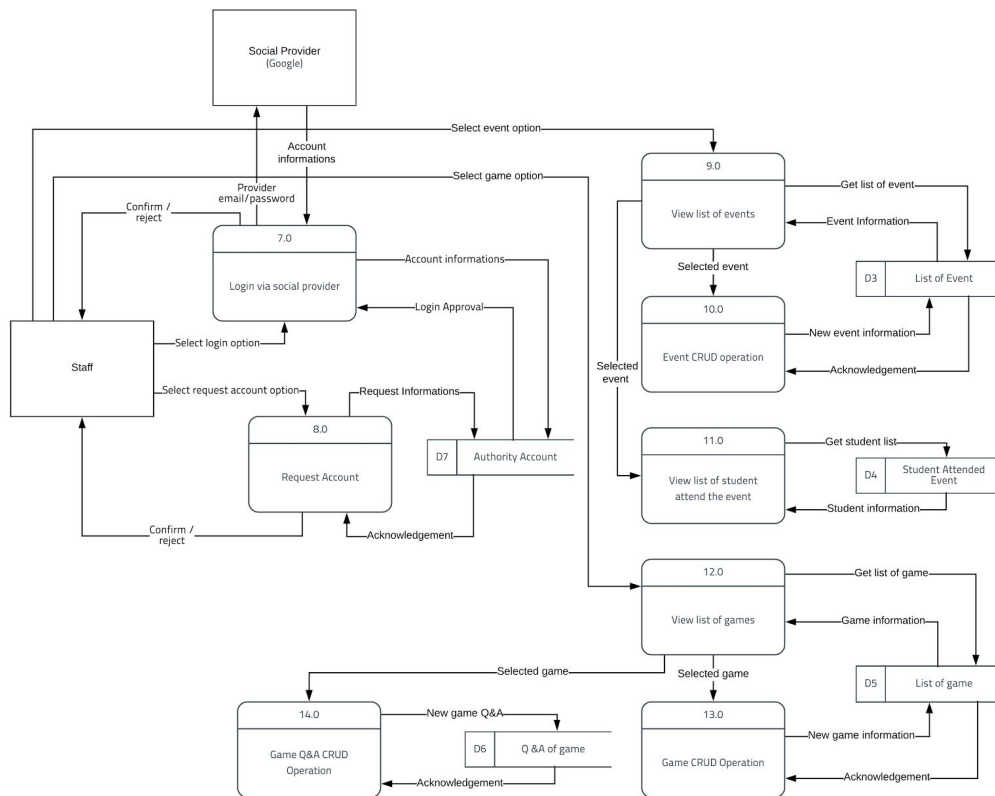 Social Provider
(Google)
Select event option
Account
informations
Select game option
Provider
email/password
Confirm /
reject
7.0
Login via social provider
Account informations
Login Approval
Staff
Select login option
Select request account option
Request Informations
8.0
Request Account
D7
Authority Account
Confirm /
reject
Acknowledgement
9.0
View list of events
Get list of event
Event Information
Selected event
D3
List of Event
10.0
Event CRUD operation
New event information
Acknowledgement
Selected
event
11.0
View list of student
attend the event
Get student list
D4
Student Attended
Event
Student information
12.0
View list of games
Get list of game
Game information
Selected game
Selected game
D5
List of game
14.0
Game Q&A CRUD
Operation
New game Q&A
D6
Q &A of game
Acknowledgement
13.0
Game CRUD Operation
New game information
Acknowledgement